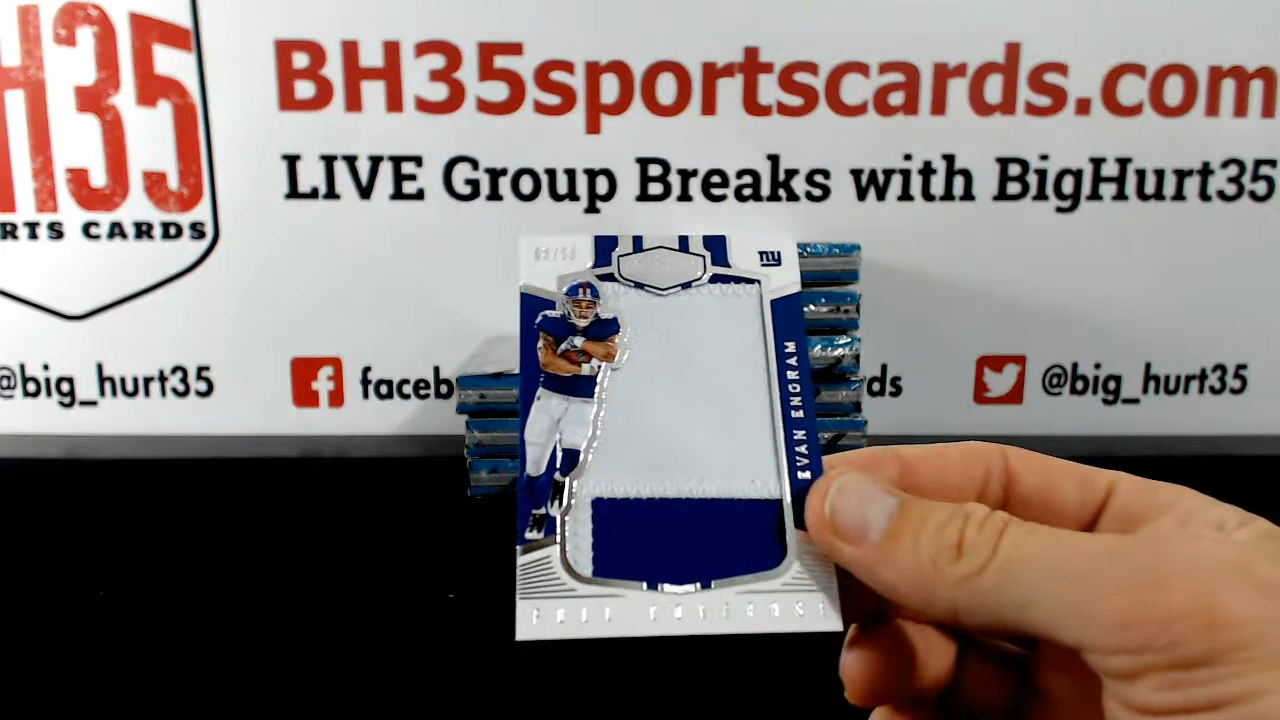 H35
RTS CARDS
BH35sportscards.com
LIVE Group Breaks with BigHurt35
@big_hurt35
faceb
ds
@big_hurt35
ny
EVAN ENGRAM